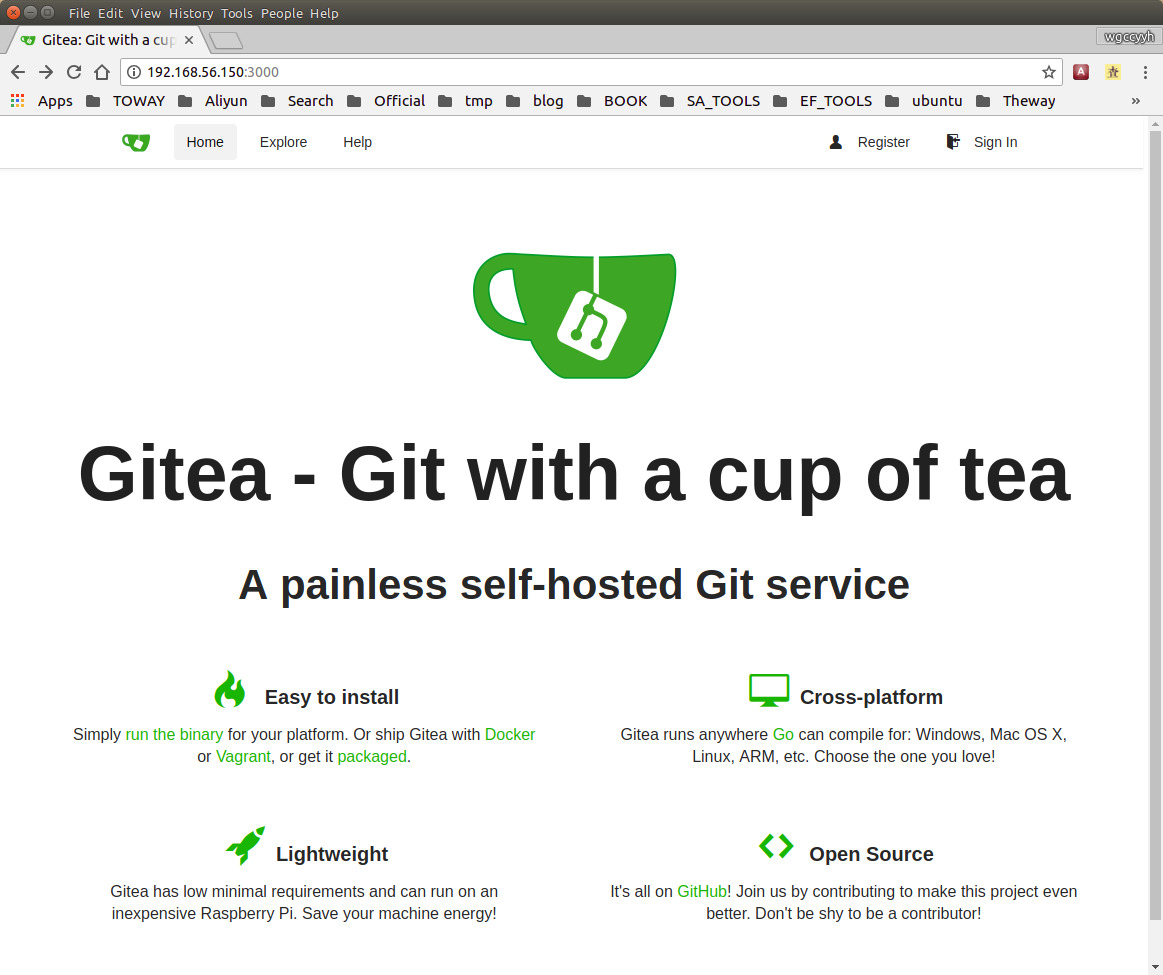 File Edit View History Tools People Help
Gitea: Git with a cup
wgccyyh
192.168.56.150:3000
A
Apps TOWAY Aliyun Search Official tmp blog BOOK SA_TOOLS EF_TOOLS ubuntu Theway »
Home Explore Help Register Sign In
Gitea - Git with a cup of tea
A painless self-hosted Git service
Easy to install
Simply run the binary for your platform. Or ship Gitea with Docker
or Vagrant, or get it packaged.
Cross-platform
Gitea runs anywhere Go can compile for: Windows, Mac OS X,
Linux, ARM, etc. Choose the one you love!
Lightweight
Gitea has low minimal requirements and can run on an
inexpensive Raspberry Pi. Save your machine energy!
Open Source
It's all on GitHub! Join us by contributing to make this project even
better. Don't be shy to be a contributor!